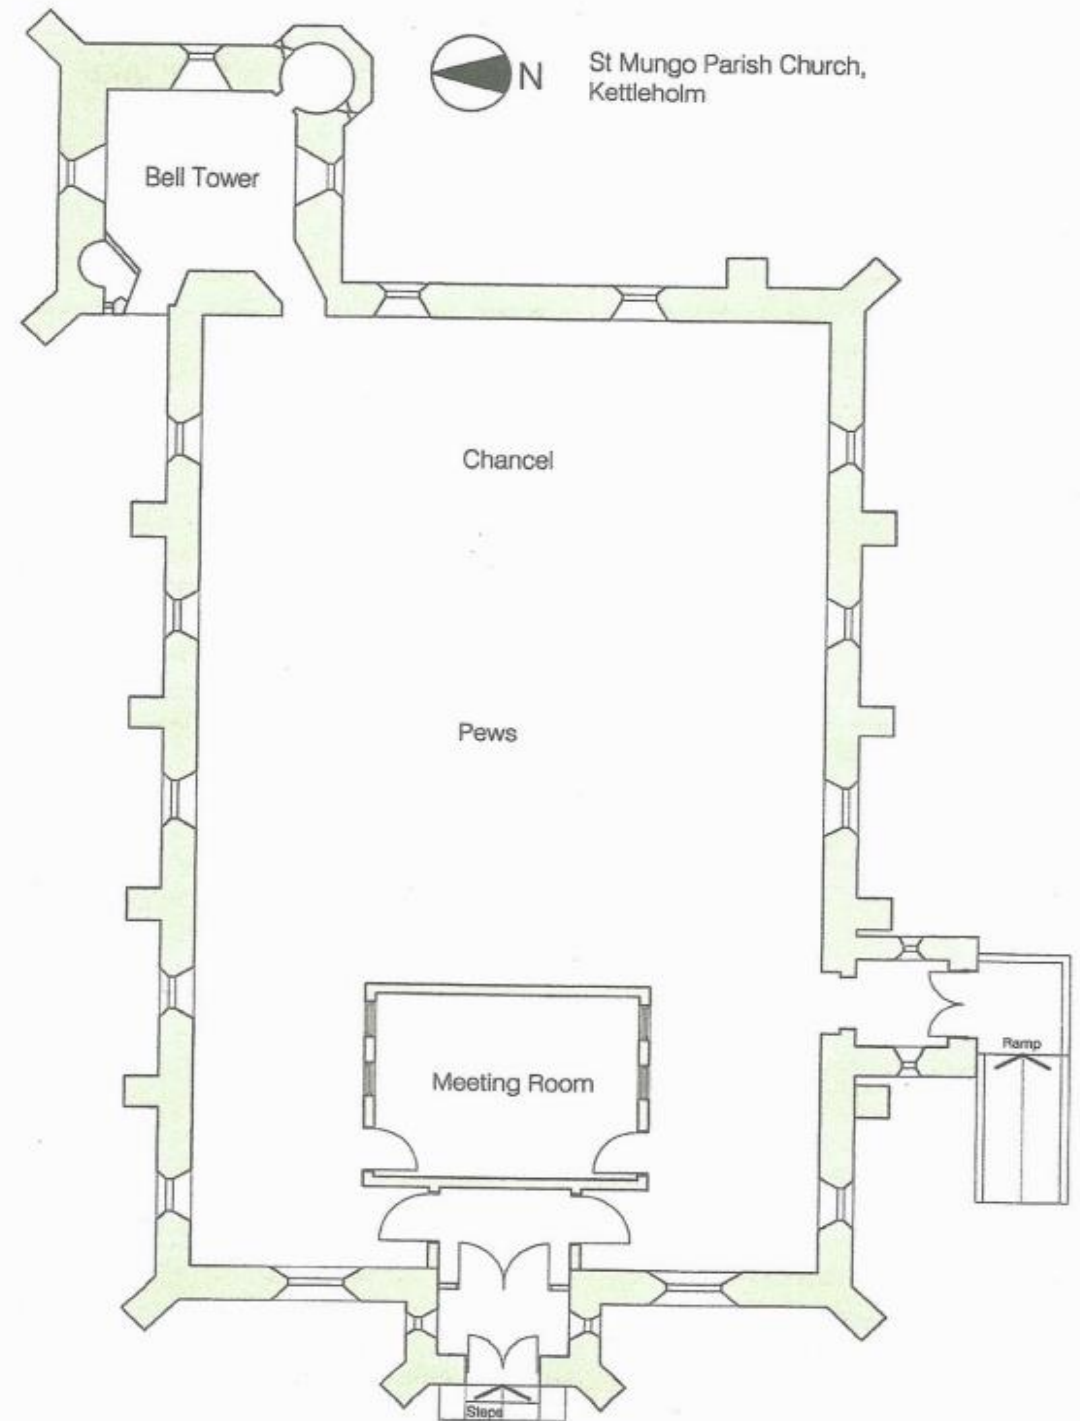 N
St Mungo Parish Church,
Kettleholm
Bell Tower
Chancel
Pews
Meeting Room
Ramp
Steps